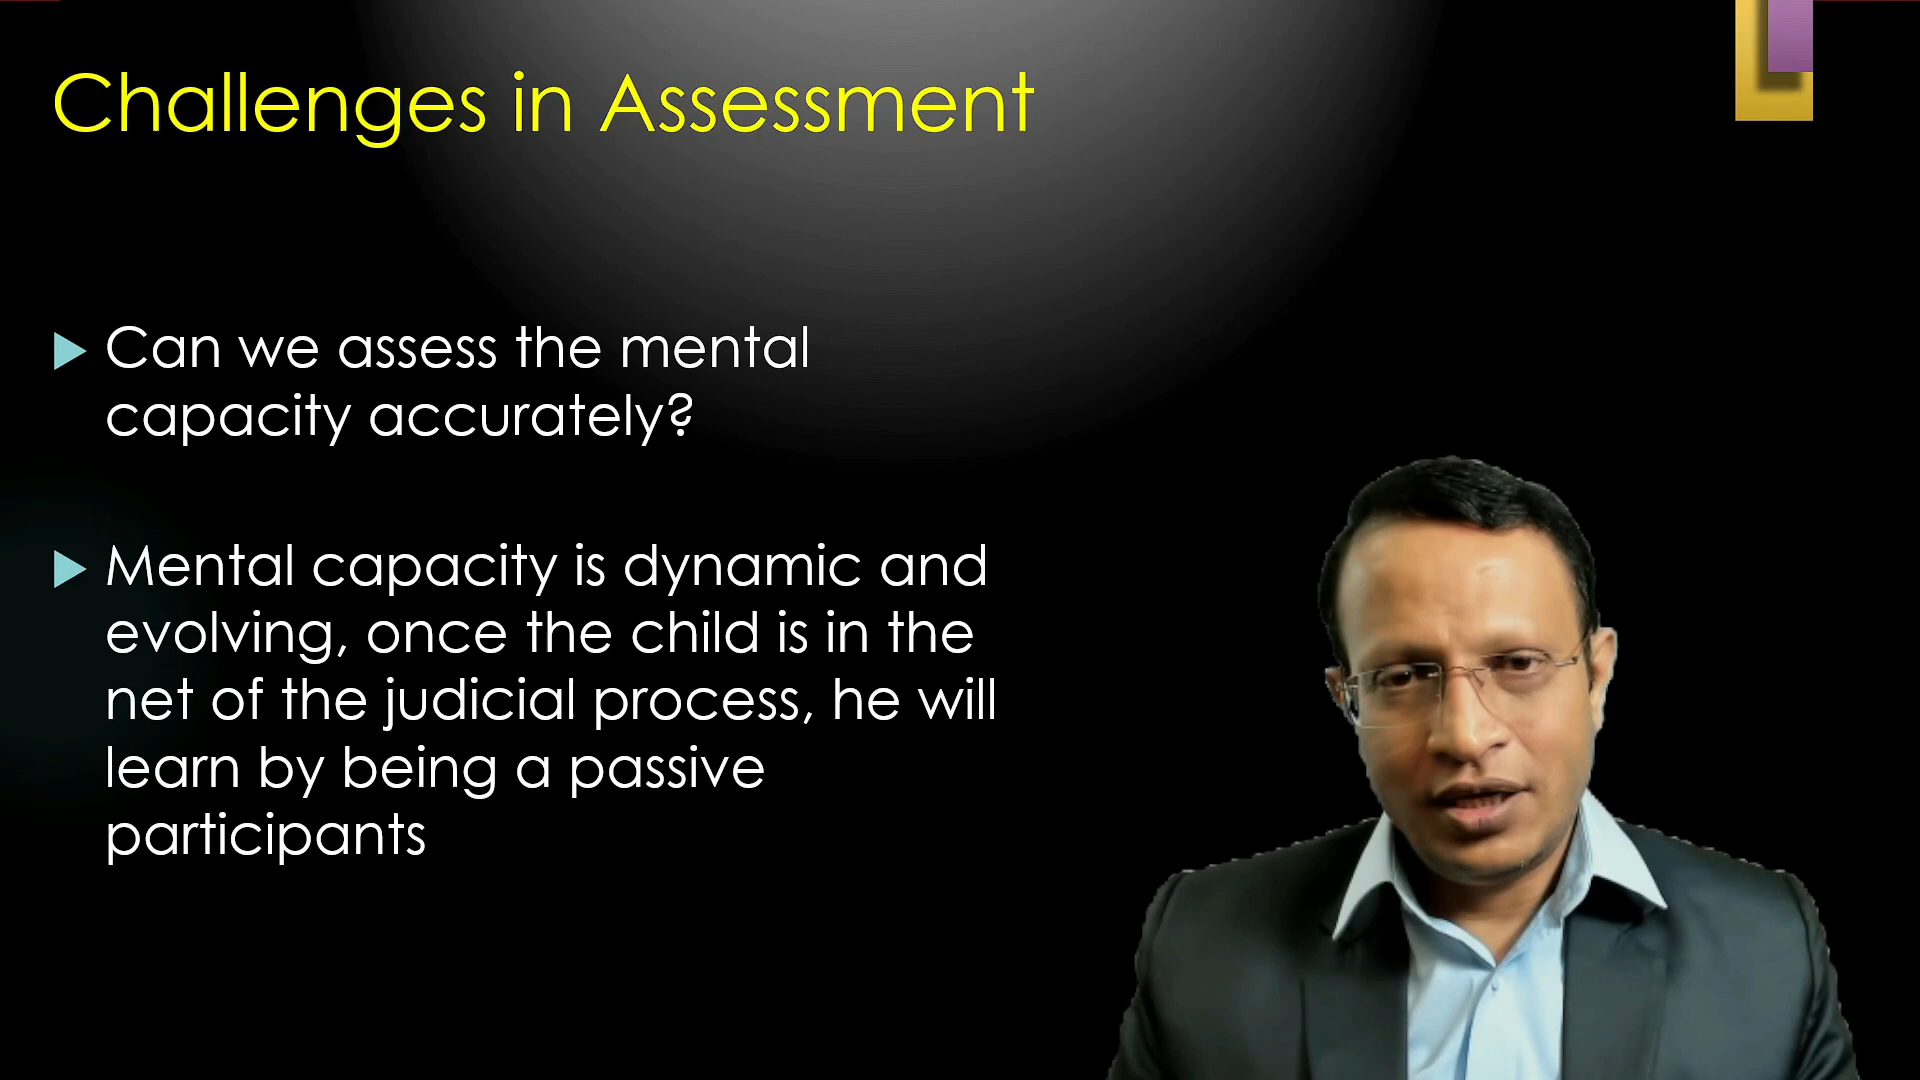 Challenges in Assessment
Can we assess the mental
capacity accurately?
Mental capacity is dynamic and
evolving, once the child is in the
net of the judicial process, he will
learn by being a passive
participants